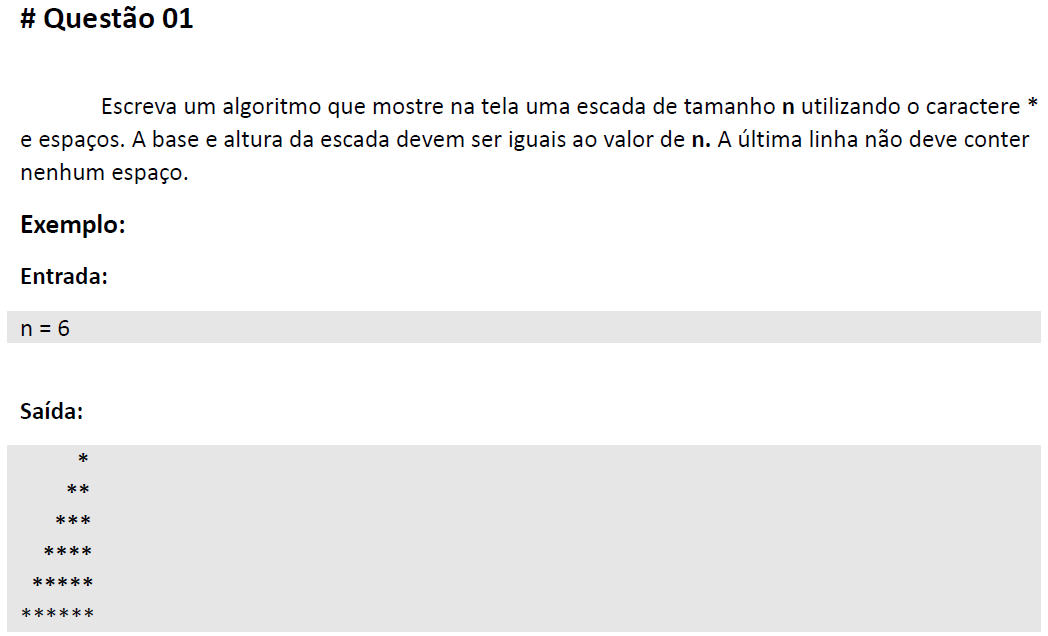 # Questão 01
Escreva um algoritmo que mostre na tela uma escada de tamanho n utilizando o caractere *
e espaços. A base e altura da escada devem ser iguais ao valor de n. A última linha não deve conter
nenhum espaço.
Exemplo:
Entrada:
n = 6
Saída:
     *
    **
   ***
  ****
 *****
******